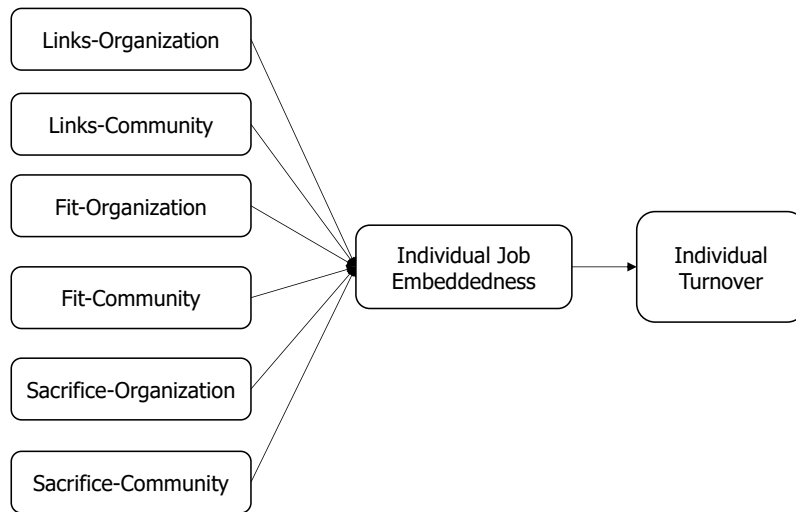 Links-Organization
Links-Community
Fit-Organization
Fit-Community
Sacrifice-Organization
Sacrifice-Community
Individual Job
Embeddedness
Individual
Turnover